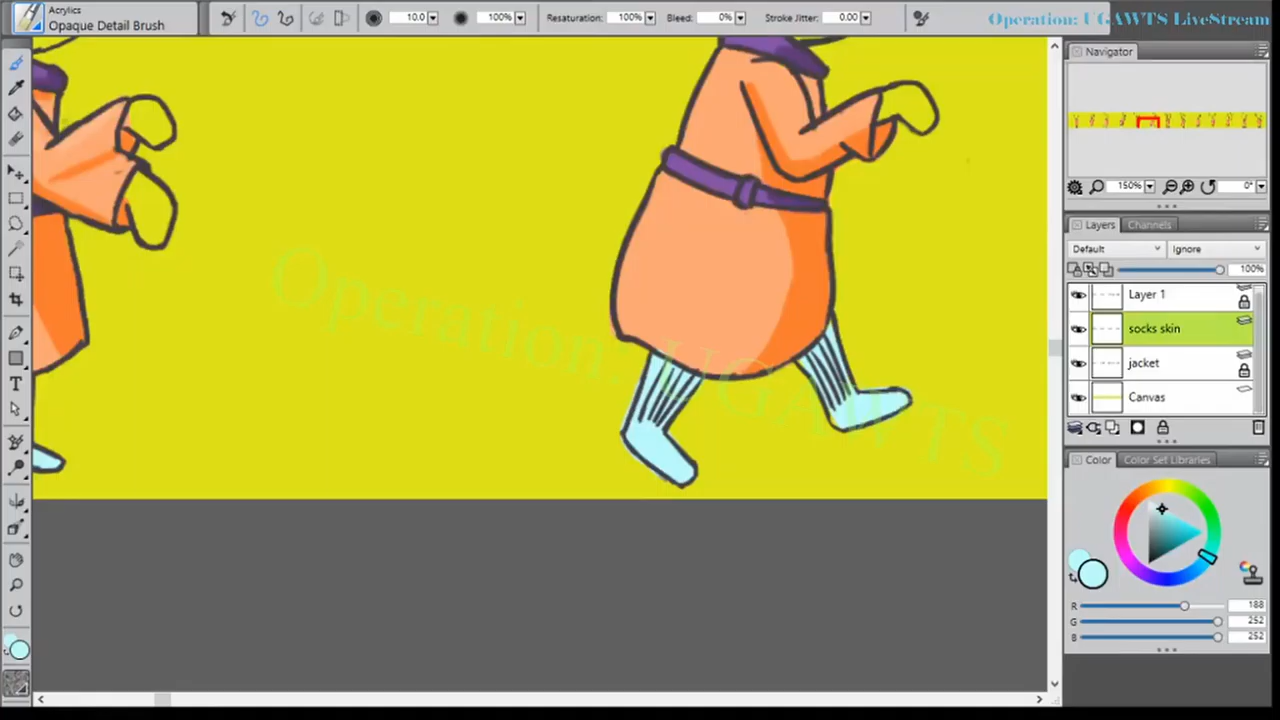 Acrylics
Opaque Detail Brush
10.0
100%
Resaturation: 100%
Bleed: 0%
Stroke Jitter: 0.00
Operation: UGAWTS LiveStream
Navigator
150%
0°
Layers
Channels
Default
Ignore
100%
Layer 1
socks skin
jacket
Canvas
Color
Color Set Libraries
R 188
G 252
B 252
T
Operation: UGAWTS